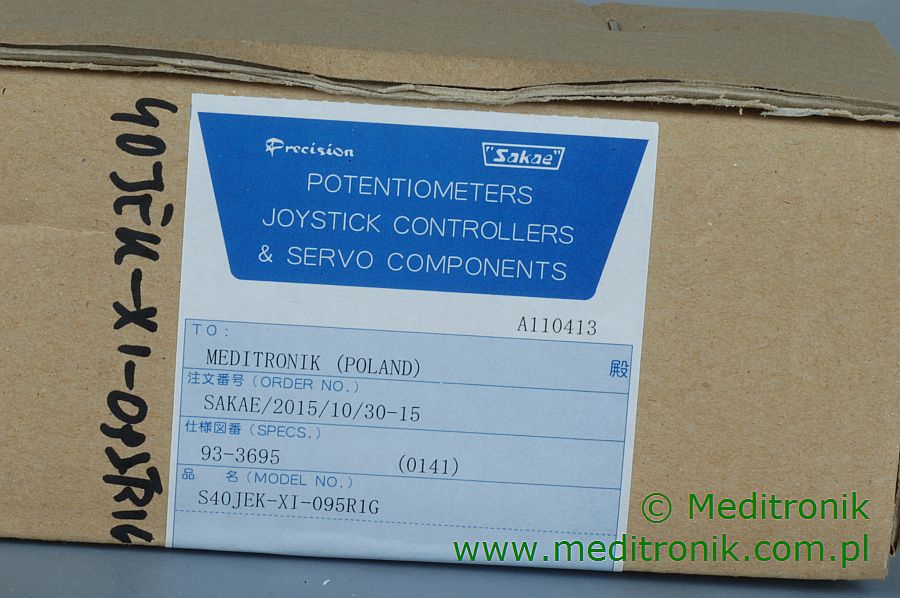 40JEK-XI-095R1G
Precision
"Sakae"
POTENTIOMETERS
JOYSTICK CONTROLLERS
& SERVO COMPONENTS
A110413
TO:
MEDITRONIK (POLAND) 殿
注文番号 (ORDER NO.)
SAKAE/2015/10/30-15
仕様図番 (SPECS.)
93-3695 (0141)
品 名 (MODEL NO.)
S40JEK-XI-095R1G
© Meditronik
www.meditronik.com.pl